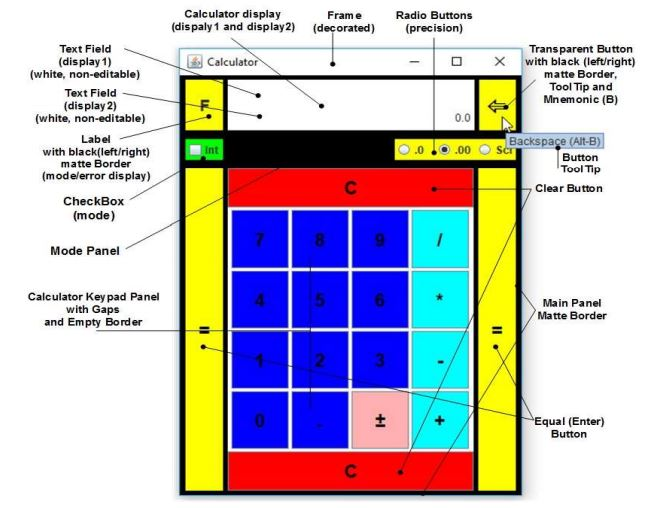 Calculator display
(dispaly1 and display2)
Frame
(decorated)
Radio Buttons
(precision)
Text Field
(display1)
(white, non-editable)
Text Field
(display2)
(white, non-editable)
Label
with black(left/right)
matte Border
(mode/error display)
CheckBox
(mode)
Mode Panel
Calculator Keypad Panel
with Gaps
and Empty Border
Transparent Button
with black (left/right)
matte Border,
ToolTip and
Mnemonic (B)
Button
ToolTip
Clear Button
Main Panel
Matte Border
Equal (Enter)
Button
Calculator
F
0.0
⇦
Backspace (Alt-B)
Int
.0
.00
Sci
C
7 8 9 /
4 5 6 *
1 2 3 -
0 . ± +
C
=
=